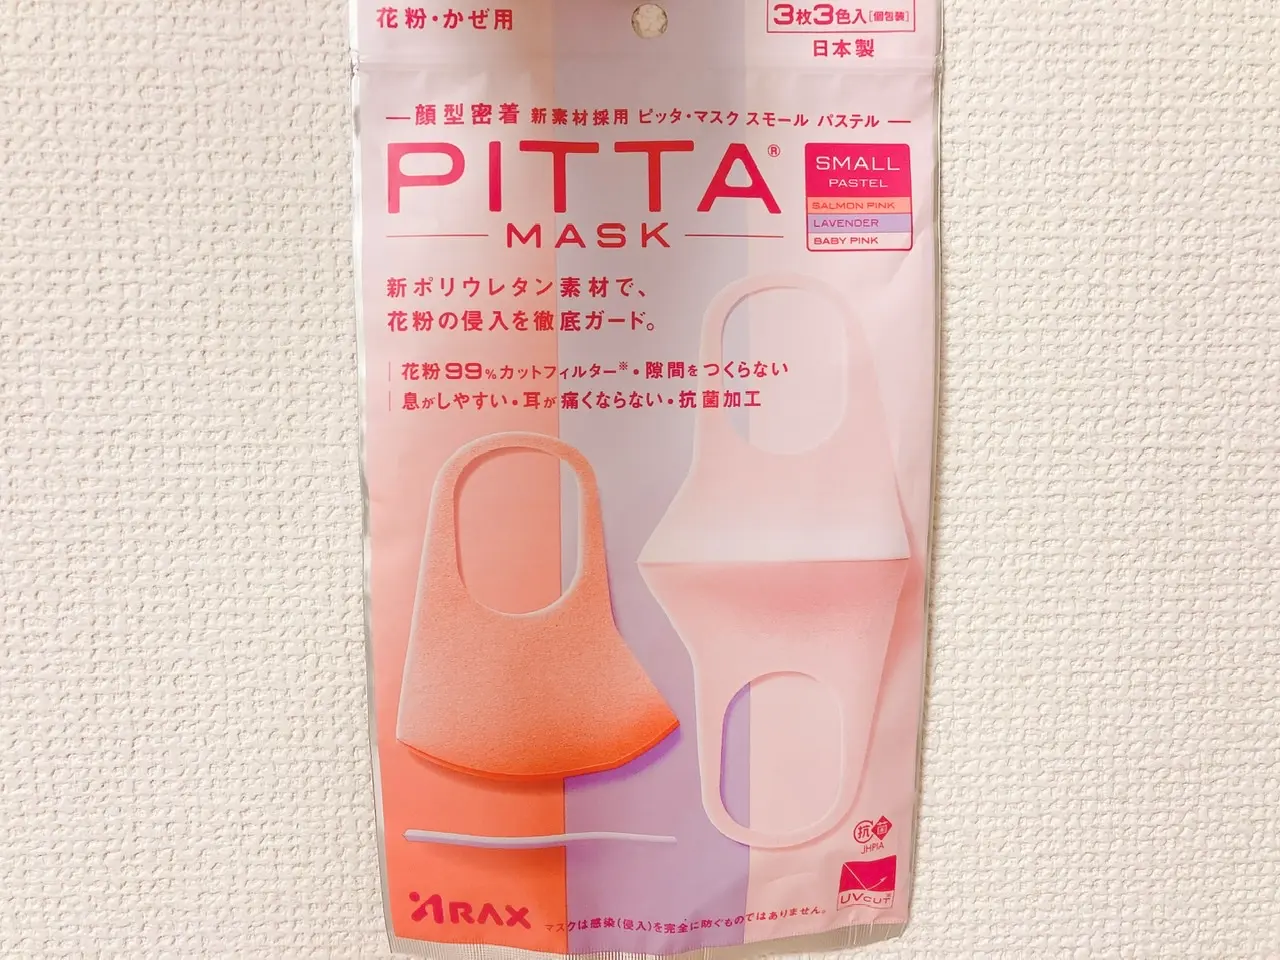 花粉・かぜ用
3枚3色入[個包装]
日本製
顔型密着 新素材採用 ピッタ・マスク スモール パステル
PITTA®
MASK
SMALL
PASTEL
SALMON PINK
LAVENDER
BABY PINK
新ポリウレタン素材で、
花粉の侵入を徹底ガード。
花粉99%カットフィルター※・隙間をつくらない
息がしやすい・耳が痛くならない・抗菌加工
抗菌
JHPIA
UV CUT
ARAX
マスクは感染(侵入)を完全に防ぐものではありません。